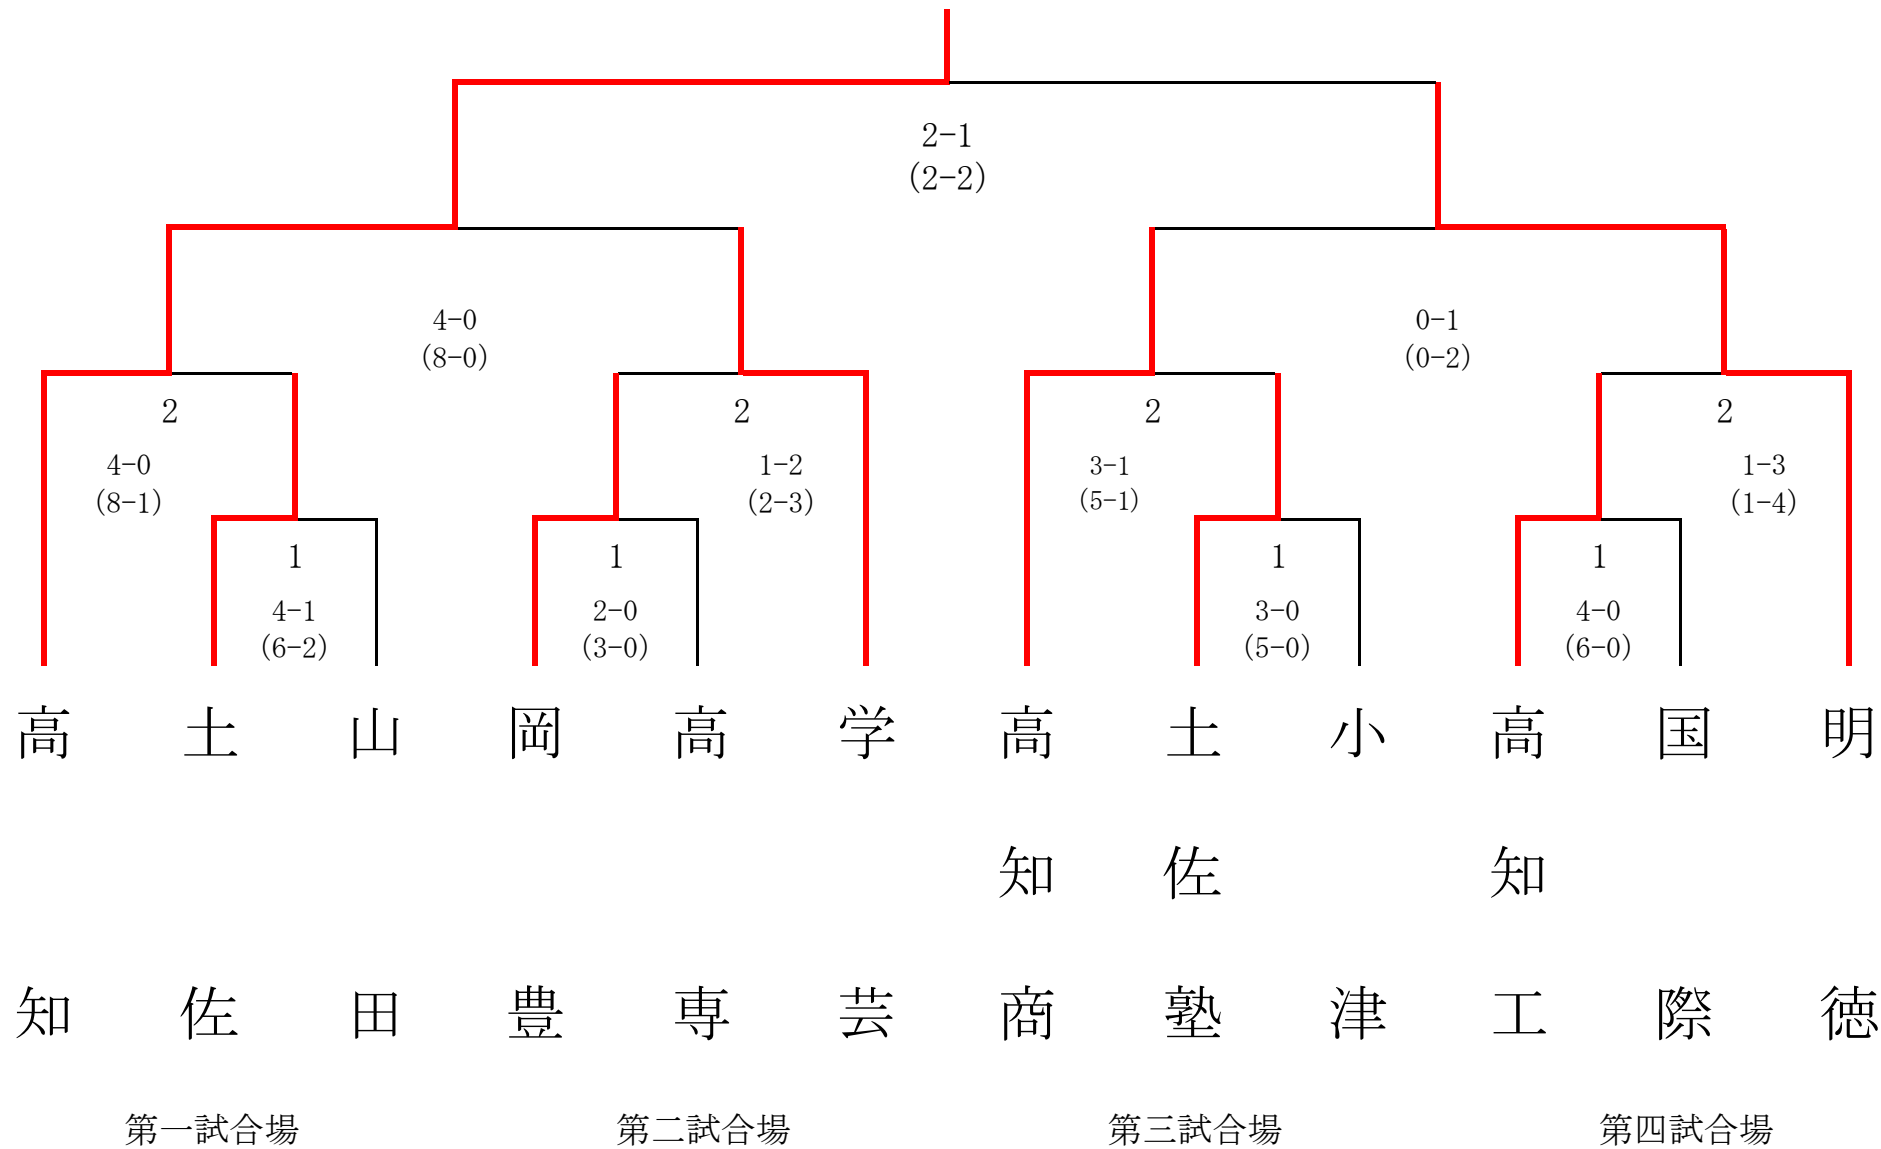 2-1
(2-2)
4-0
(8-0)
0-1
(0-2)
2
2
2
2
4-0
(8-1)
1-2
(2-3)
3-1
(5-1)
1-3
(1-4)
1
1
1
1
4-1
(6-2)
2-0
(3-0)
3-0
(5-0)
4-0
(6-0)
高知
土佐
山田
岡豊
高専
学芸
高知商
土佐塾
小津
高知工
国際
明徳
第一試合場
第二試合場
第三試合場
第四試合場